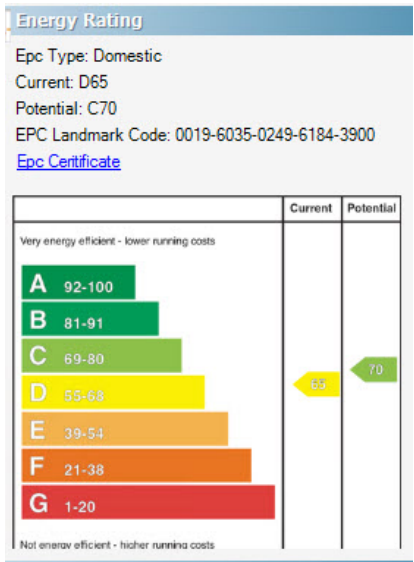 Energy Rating
Epc Type: Domestic
Current: D65
Potential: C70
EPC Landmark Code: 0019-6035-0249-6184-3900
Epc Ceritificate
Current Potential
Very energy efficient - lower running costs
A 92-100
B 81-91
C 69-80
D 55-68
65
70
E 39-54
F 21-38
G 1-20
Not energy efficient - higher running costs